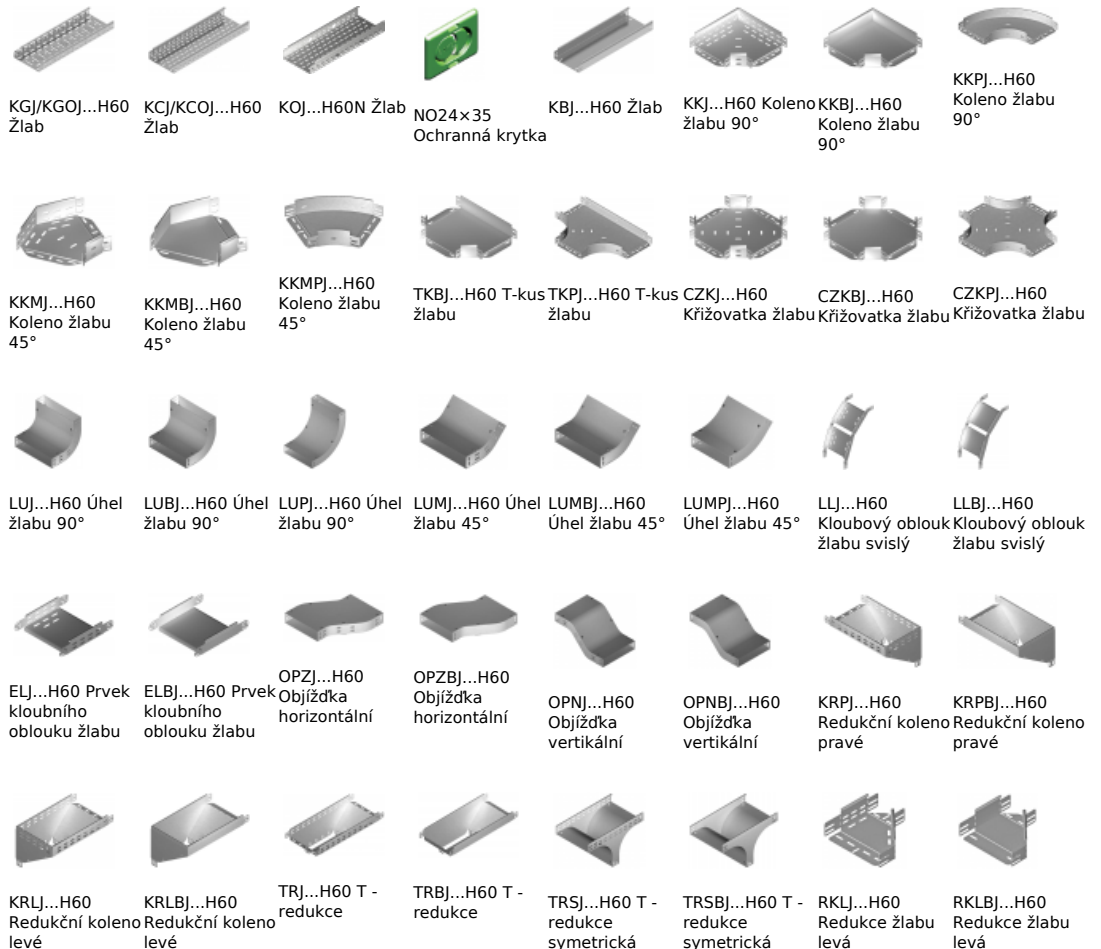 KGJ/KGOJ...H60
Žlab
KCJ/KCOJ...H60
Žlab
KOJ...H60N Žlab
NO24×35
Ochranná krytka
KBJ...H60 Žlab
KKJ...H60 Koleno
žlabu 90°
KKBJ...H60
Koleno žlabu
90°
KKPJ...H60
Koleno žlabu
90°
KKMJ...H60
Koleno žlabu
45°
KKMBJ...H60
Koleno žlabu
45°
KKMPJ...H60
Koleno žlabu
45°
TKBJ...H60 T-kus
žlabu
TKPJ...H60 T-kus
žlabu
CZKJ...H60
Křižovatka žlabu
CZKBJ...H60
Křižovatka žlabu
CZKPJ...H60
Křižovatka žlabu
LUJ...H60 Úhel
žlabu 90°
LUBJ...H60 Úhel
žlabu 90°
LUPJ...H60 Úhel
žlabu 90°
LUMJ...H60 Úhel
žlabu 45°
LUMBJ...H60
Úhel žlabu 45°
LUMPJ...H60
Úhel žlabu 45°
LLJ...H60
Kloubový oblouk
žlabu svislý
LLBJ...H60
Kloubový oblouk
žlabu svislý
ELJ...H60 Prvek
kloubního
oblouku žlabu
ELBJ...H60 Prvek
kloubního
oblouku žlabu
OPZJ...H60
Objížďka
horizontální
OPZBJ...H60
Objížďka
horizontální
OPNJ...H60
Objížďka
vertikální
OPNBJ...H60
Objížďka
vertikální
KRPJ...H60
Redukční koleno
pravé
KRPBJ...H60
Redukční koleno
pravé
KRLJ...H60
Redukční koleno
levé
KRLBJ...H60
Redukční koleno
levé
TRJ...H60 T -
redukce
TRBJ...H60 T -
redukce
TRSJ...H60 T -
redukce
symetrická
TRSBJ...H60 T -
redukce
symetrická
RKLJ...H60
Redukce žlabu
levá
RKLBJ...H60
Redukce žlabu
levá